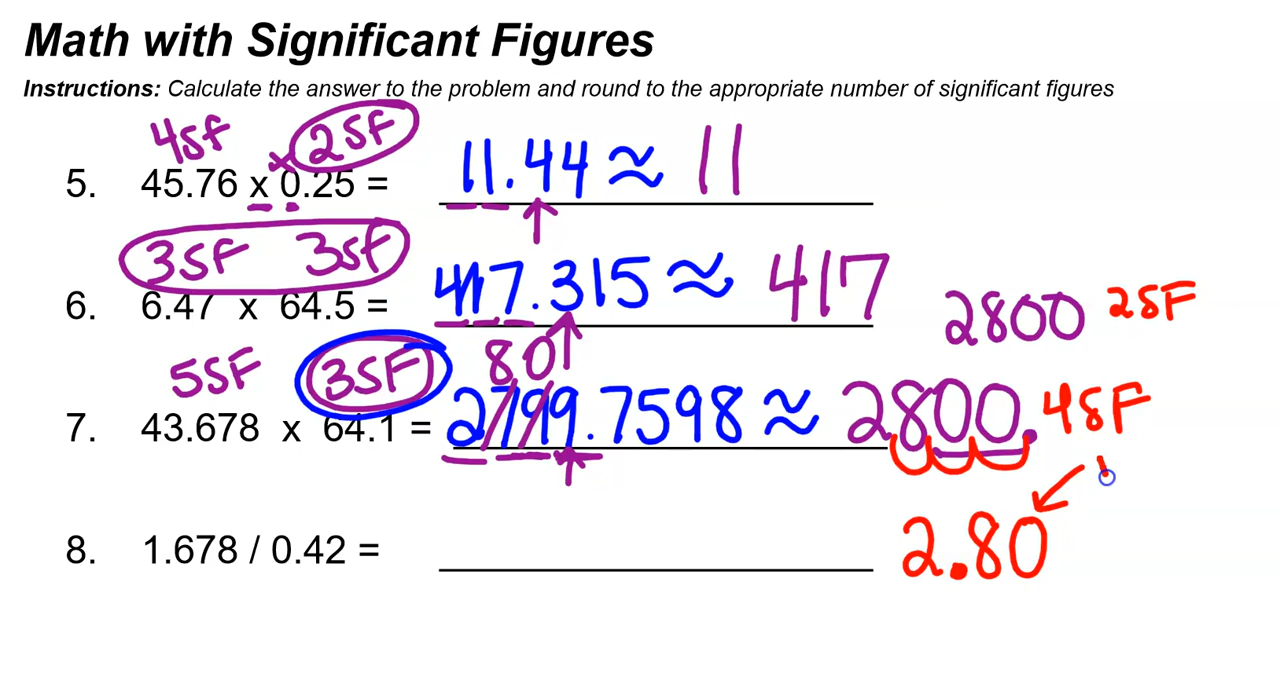 Math with Significant Figures
Instructions: Calculate the answer to the problem and round to the appropriate number of significant figures
4SF 2SF
5. 45.76 x 0.25 = 11.44 ≈ 11
3SF 3SF
6. 6.47 x 64.5 = 417.315 ≈ 417
2800 2SF
80
5SF 3SF
7. 43.678 x 64.1 = 2799.7598 ≈ 2800. 4SF
8. 1.678 / 0.42 = 2.80